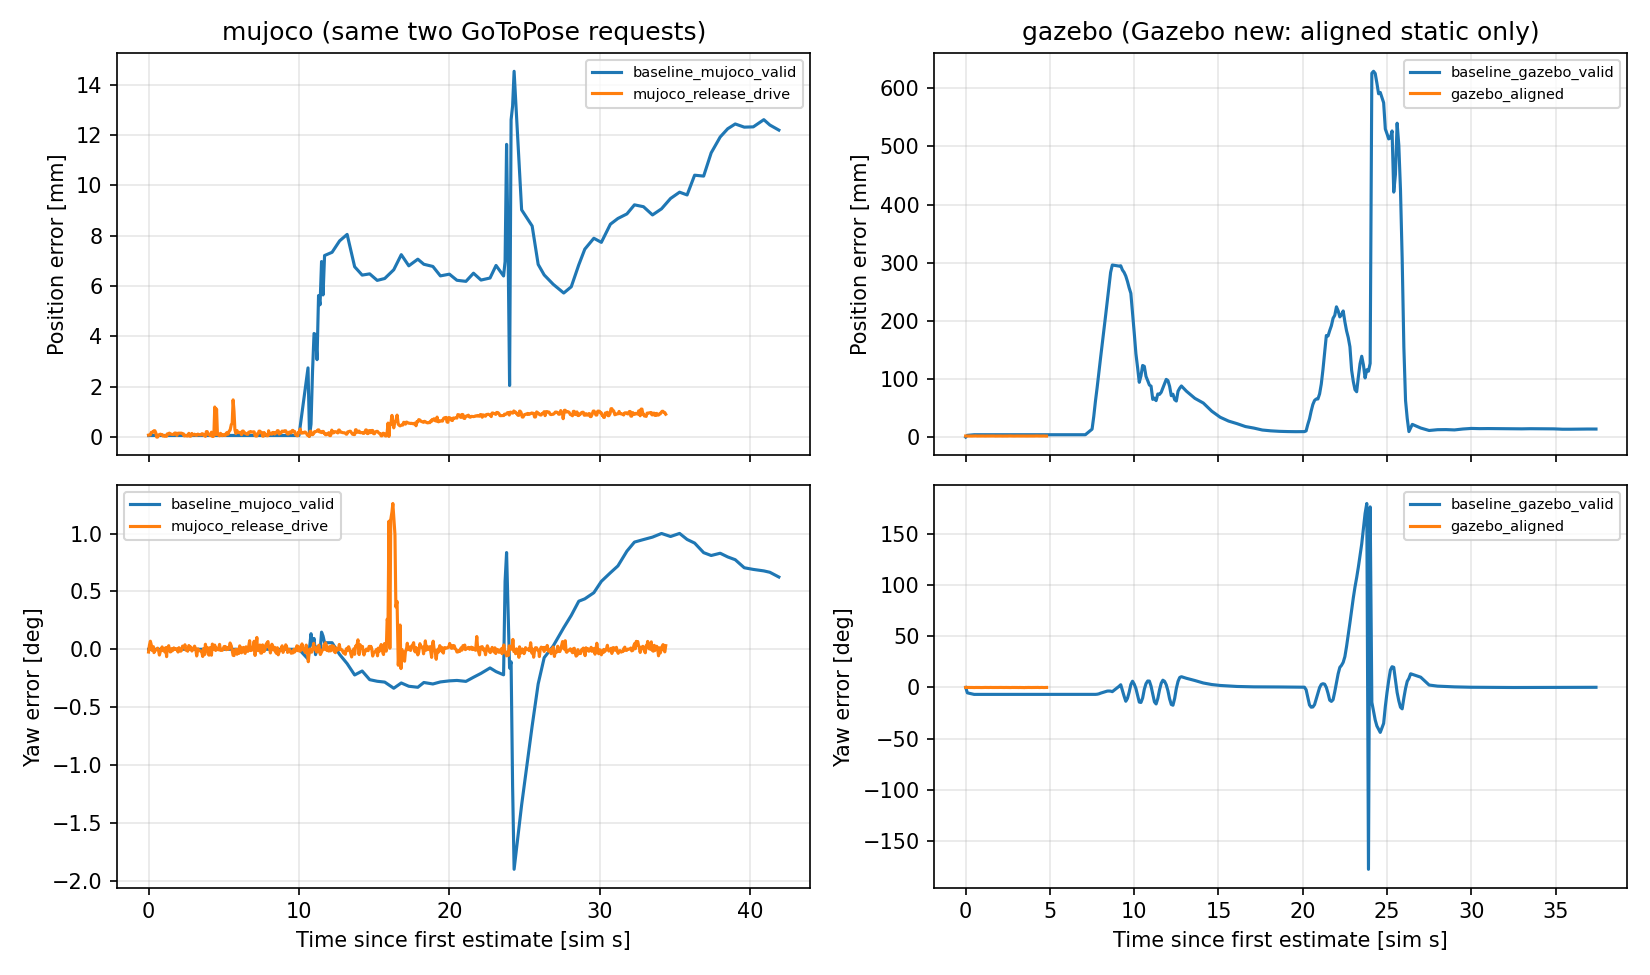 mujoco (same two GoToPose requests)
Position error [mm]
14
12
10
8
6
4
2
0
baseline_mujoco_valid
mujoco_release_drive
gazebo (Gazebo new: aligned static only)
Position error [mm]
600
500
400
300
200
100
0
baseline_gazebo_valid
gazebo_aligned
Yaw error [deg]
1.0
0.5
0.0
−0.5
−1.0
−1.5
−2.0
baseline_mujoco_valid
mujoco_release_drive
0 10 20 30 40
Time since first estimate [sim s]
Yaw error [deg]
150
100
50
0
−50
−100
−150
baseline_gazebo_valid
gazebo_aligned
0 5 10 15 20 25 30 35
Time since first estimate [sim s]